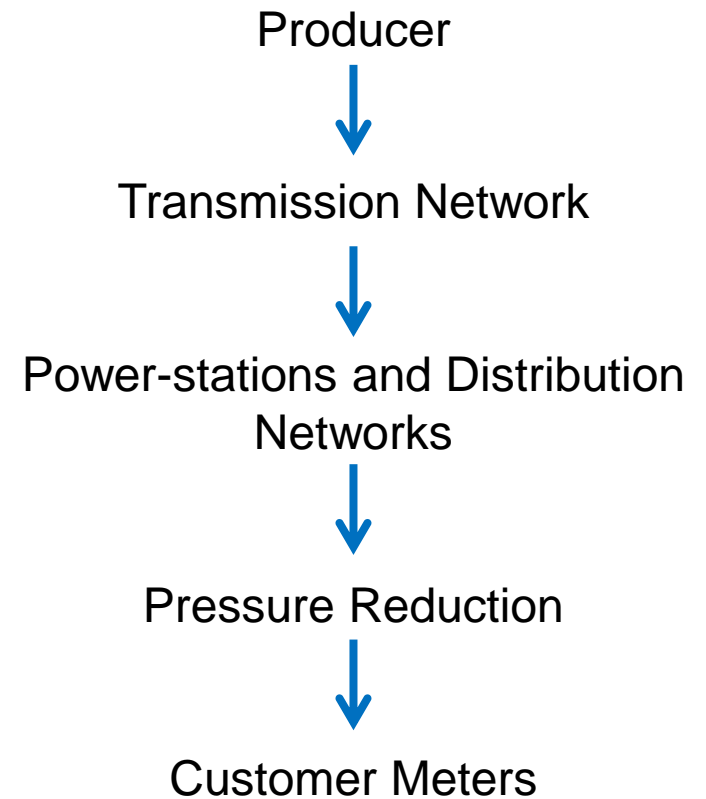 Producer
Transmission Network
Power-stations and Distribution
Networks
Pressure Reduction
Customer Meters